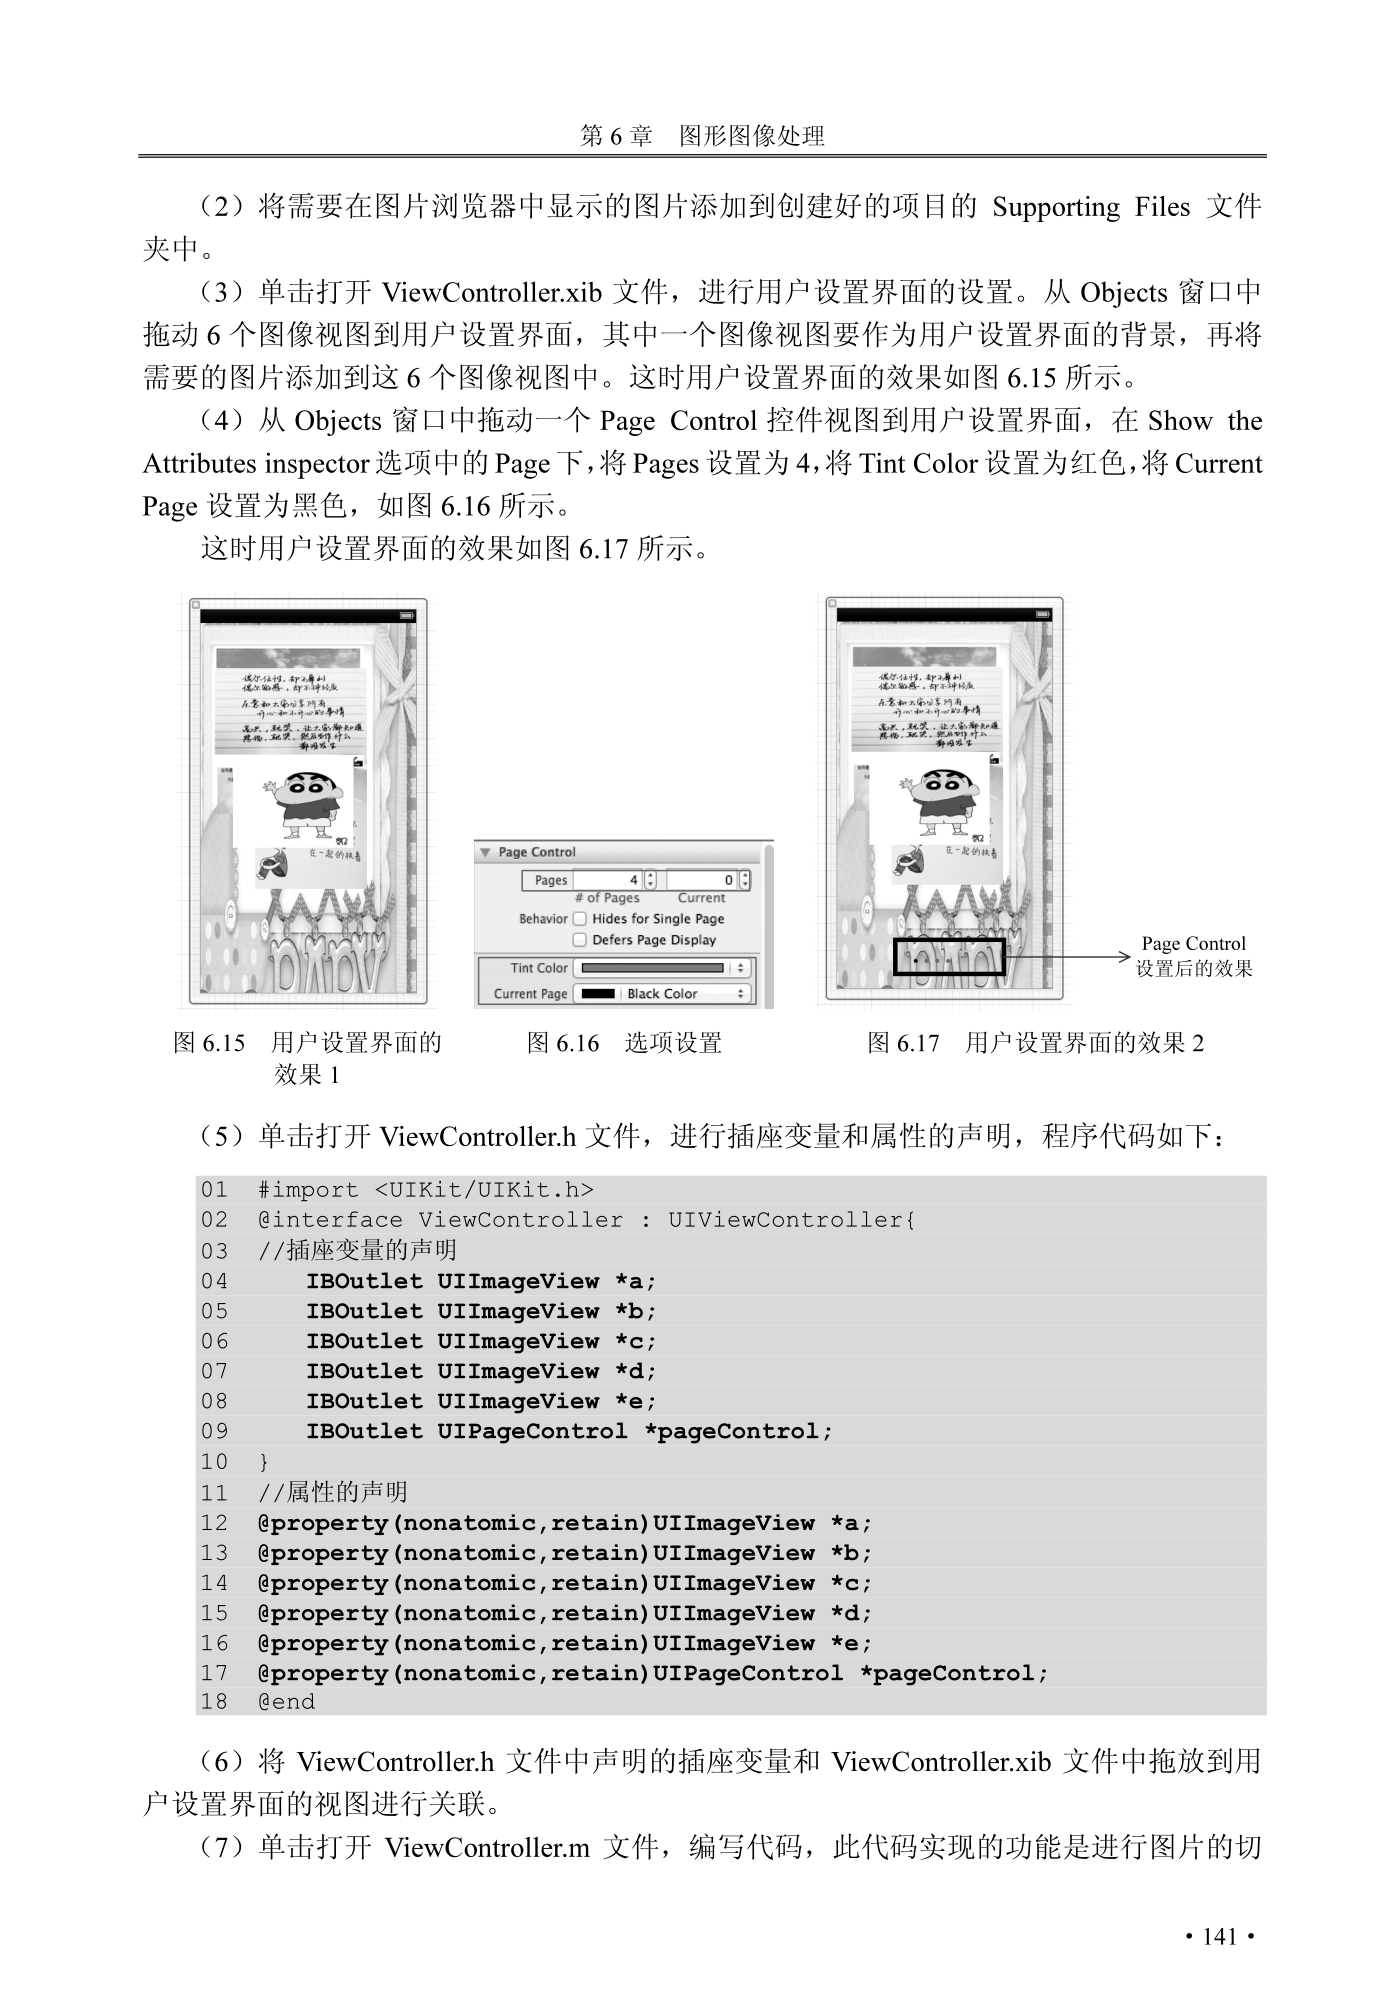 第 6 章　图形图像处理
（2）将需要在图片浏览器中显示的图片添加到创建好的项目的 Supporting Files 文件
夹中。
（3）单击打开 ViewController.xib 文件，进行用户设置界面的设置。从 Objects 窗口中
拖动 6 个图像视图到用户设置界面，其中一个图像视图要作为用户设置界面的背景，再将
需要的图片添加到这 6 个图像视图中。这时用户设置界面的效果如图 6.15 所示。
（4）从 Objects 窗口中拖动一个 Page Control 控件视图到用户设置界面，在 Show the
Attributes inspector 选项中的 Page 下，将 Pages 设置为 4，将 Tint Color 设置为红色，将 Current
Page 设置为黑色，如图 6.16 所示。
这时用户设置界面的效果如图 6.17 所示。
Page Control
Pages 4 0
# of Pages Current
Behavior Hides for Single Page
Defers Page Display
Tint Color
Current Page Black Color
Page Control
设置后的效果
图 6.15　用户设置界面的
效果 1
图 6.16　选项设置
图 6.17　用户设置界面的效果 2
（5）单击打开 ViewController.h 文件，进行插座变量和属性的声明，程序代码如下：
01 #import <UIKit/UIKit.h>
02 @interface ViewController : UIViewController{
03 //插座变量的声明
04 IBOutlet UIImageView *a;
05 IBOutlet UIImageView *b;
06 IBOutlet UIImageView *c;
07 IBOutlet UIImageView *d;
08 IBOutlet UIImageView *e;
09 IBOutlet UIPageControl *pageControl;
10 }
11 //属性的声明
12 @property(nonatomic,retain)UIImageView *a;
13 @property(nonatomic,retain)UIImageView *b;
14 @property(nonatomic,retain)UIImageView *c;
15 @property(nonatomic,retain)UIImageView *d;
16 @property(nonatomic,retain)UIImageView *e;
17 @property(nonatomic,retain)UIPageControl *pageControl;
18 @end
（6）将 ViewController.h 文件中声明的插座变量和 ViewController.xib 文件中拖放到用
户设置界面的视图进行关联。
（7）单击打开 ViewController.m 文件，编写代码，此代码实现的功能是进行图片的切
• 141 •